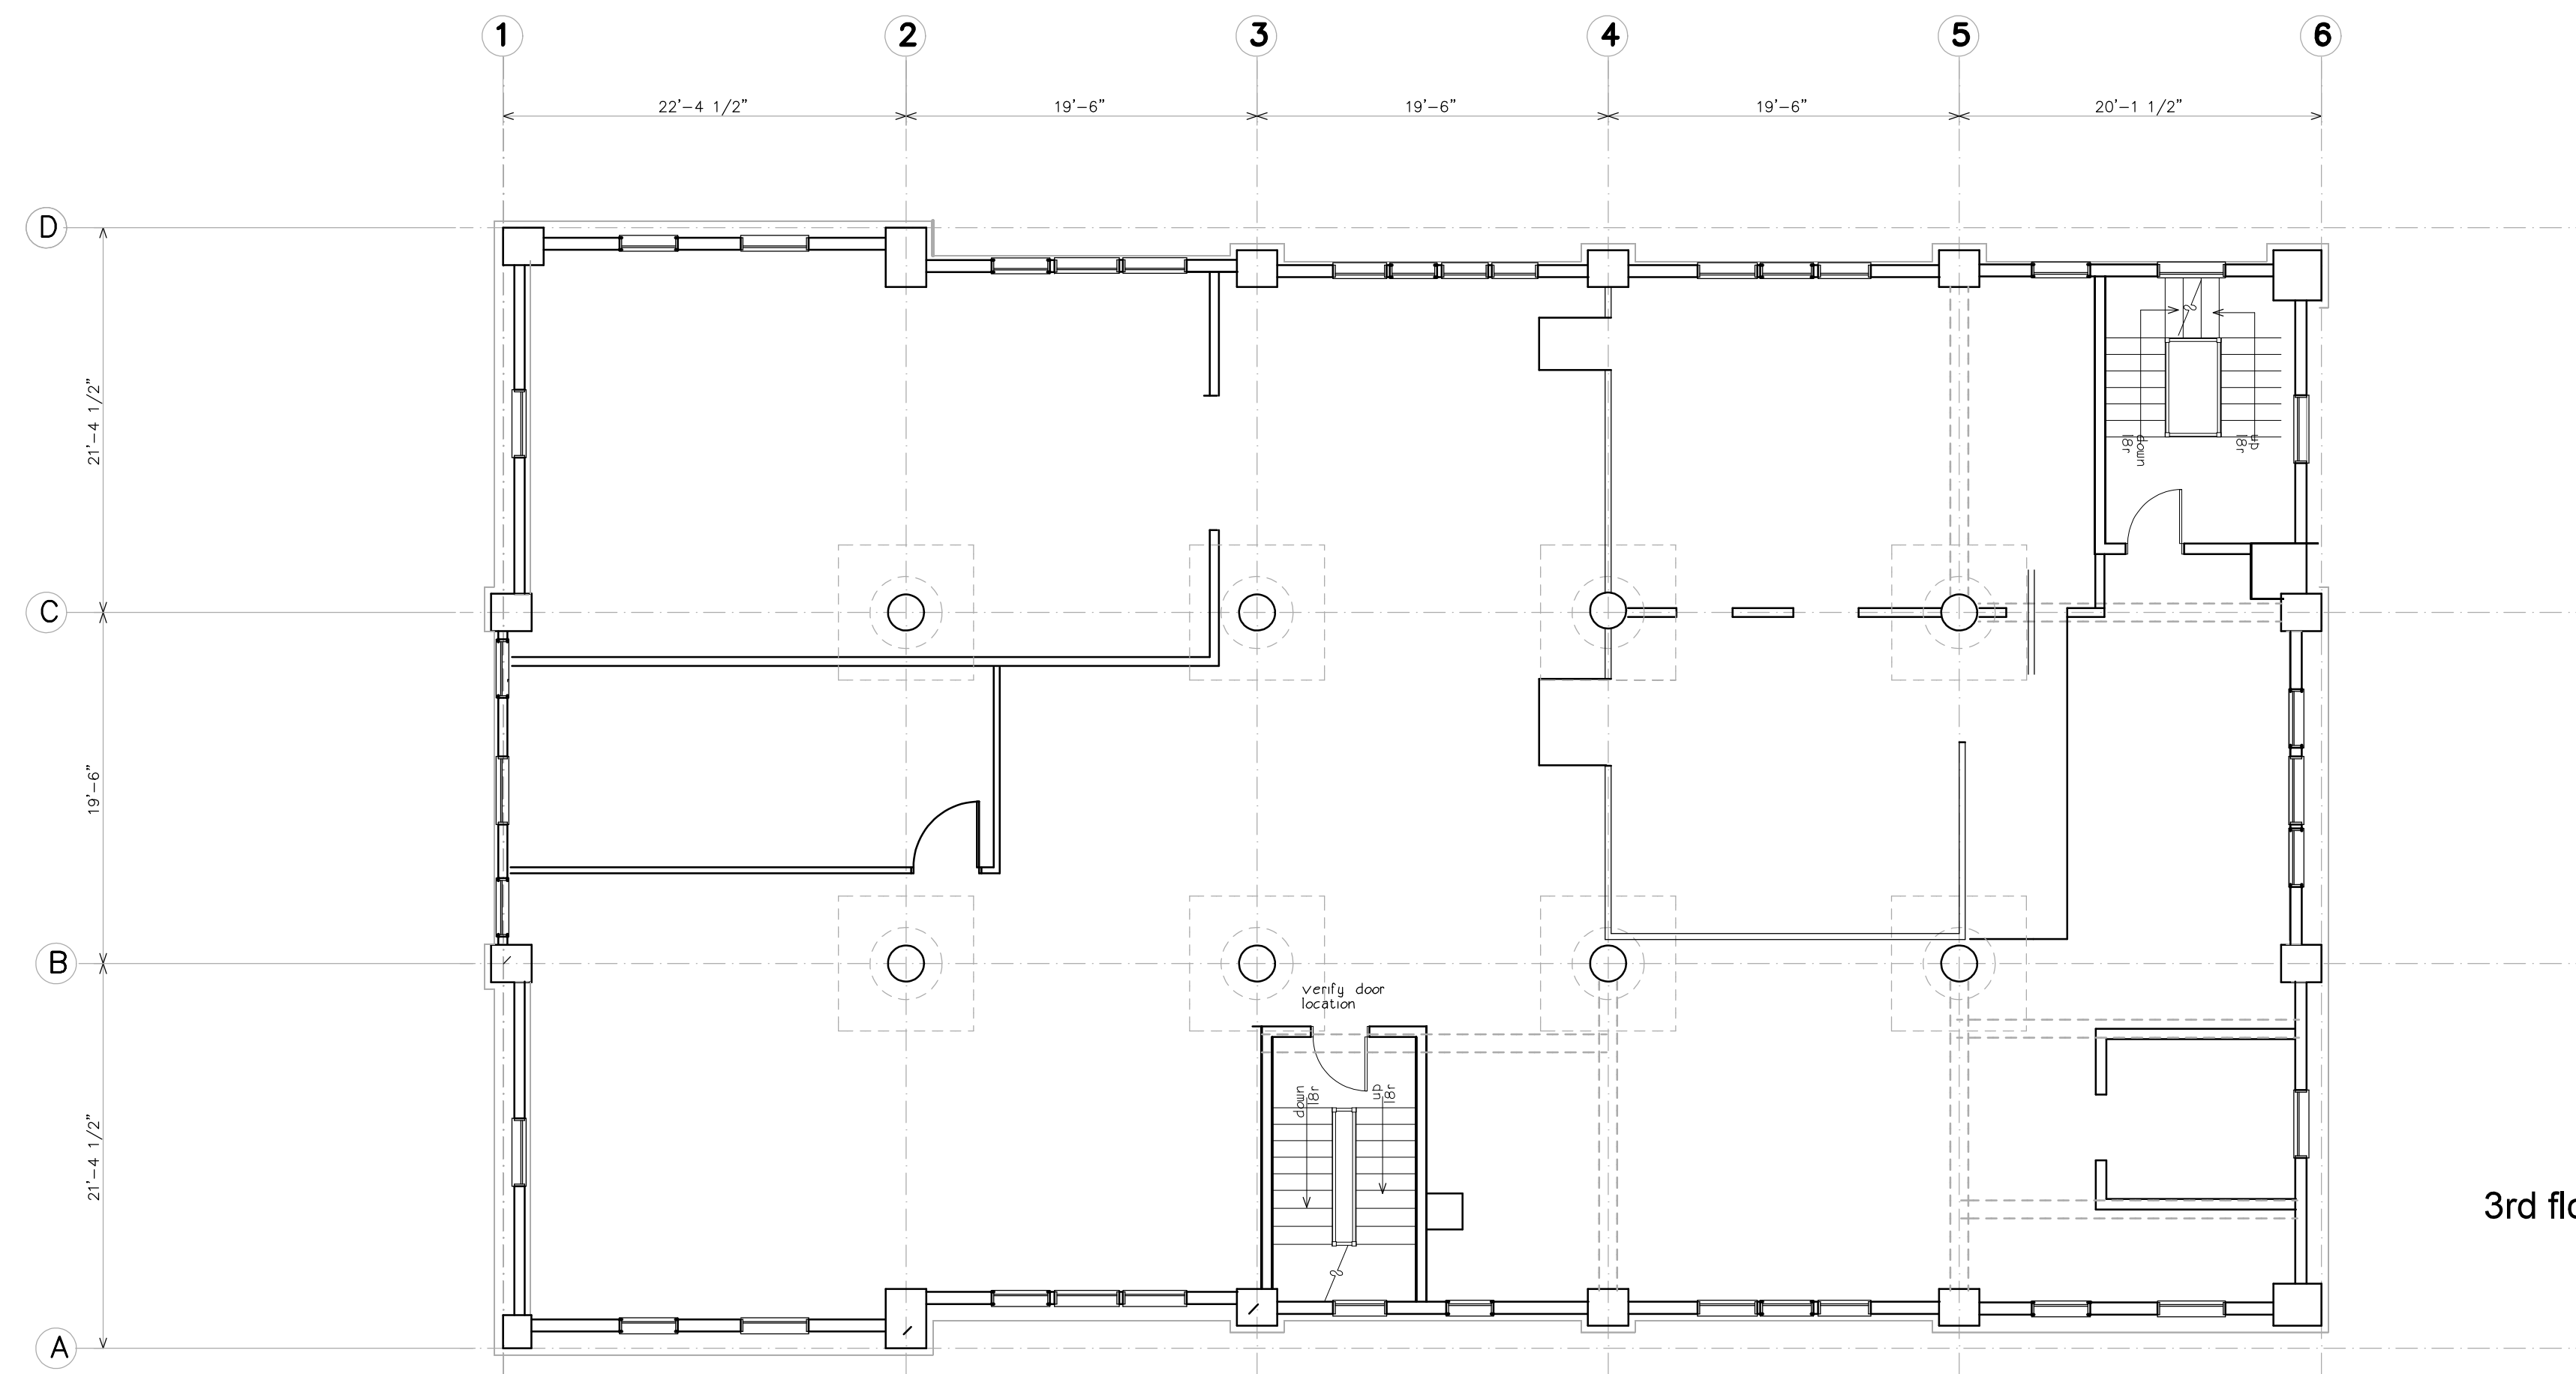 1 2 3 4 5 6
22'-4 1/2" 19'-6" 19'-6" 19'-6" 20'-1 1/2"
D
21'-4 1/2"
down
18r
up
18r
C
19'-6"
B
verify door
location
21'-4 1/2"
down
18r
up
18r
3rd flo
A